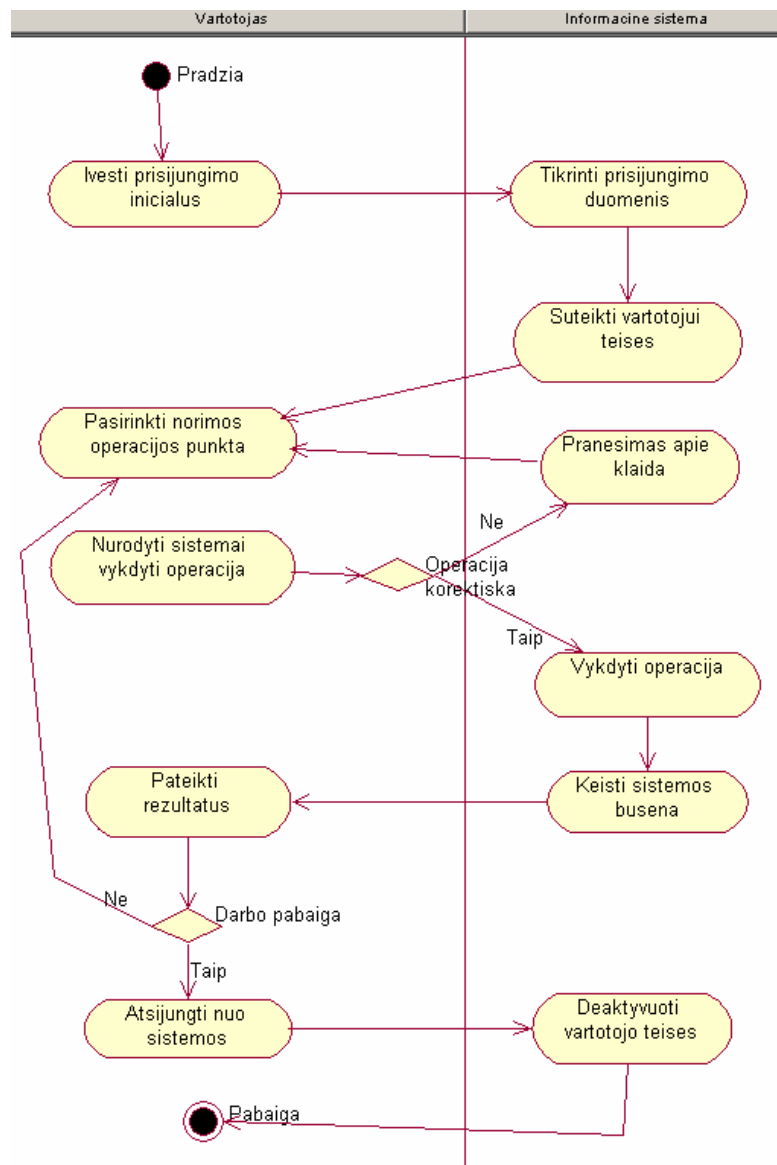 Vartotojas
Informacine sistema
Pradzia
Ivesti prisijungimo
inicialus
Tikrinti prisijungimo
duomenis
Suteikti vartotojui
teises
Pasirinkti norimos
operacijos punkta
Pranesimas apie
klaida
Ne
Nurodyti sistemai
vykdyti operacija
Operacija
korektiska
Taip
Vykdyti operacija
Keisti sistemos
busena
Pateikti
rezultatus
Ne
Darbo pabaiga
Taip
Atsijungti nuo
sistemos
Deaktyvuoti
vartotojo teises
Pabaiga